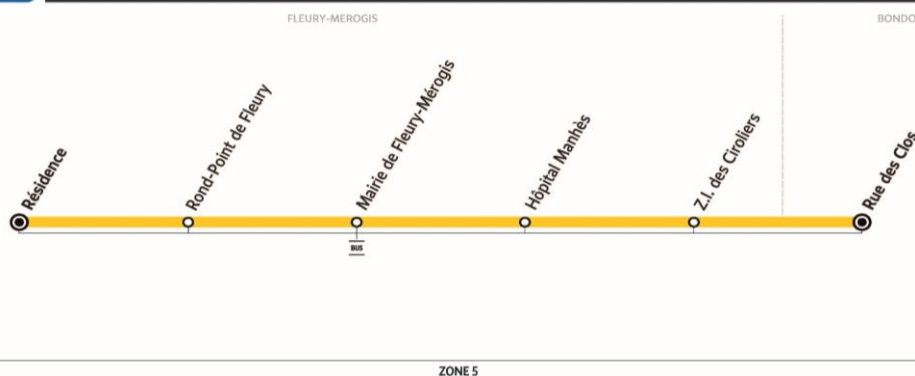 FLEURY-MEROGIS
BONDO
Résidence
Rond-Point de Fleury
Mairie de Fleury-Mérogis
Hôpital Manhès
Z.I. des Ciroliers
Rue des Clos
BUS
ZONE 5